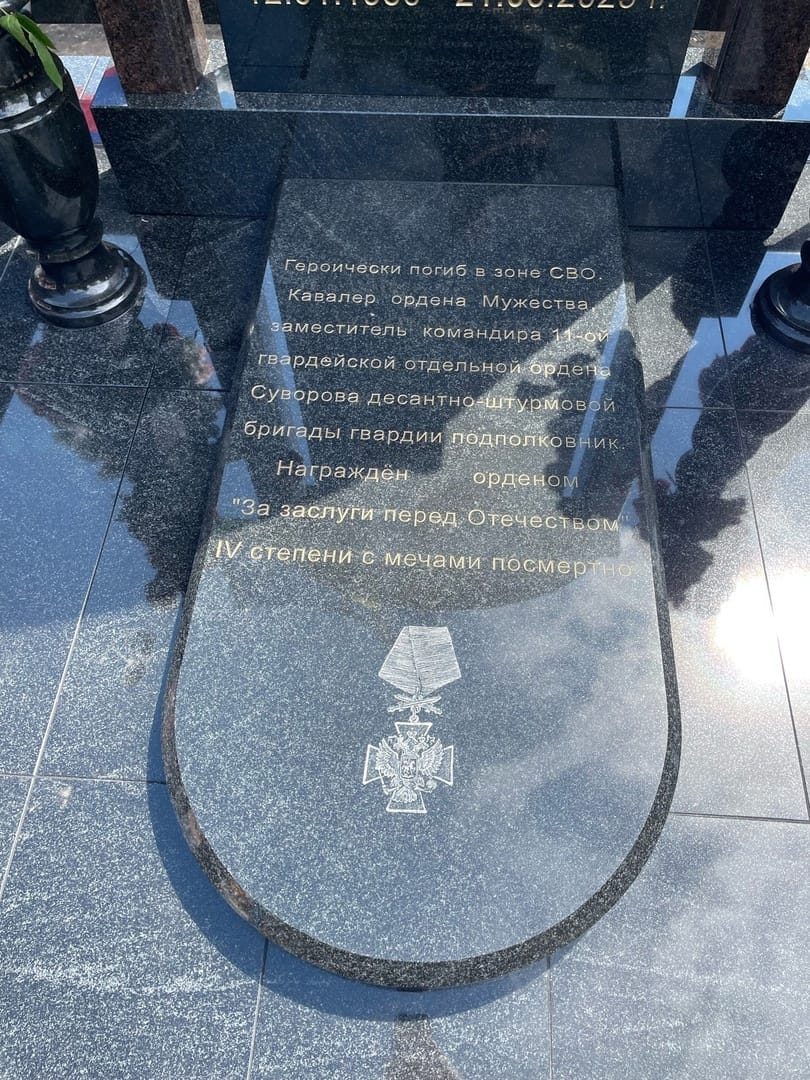 Героически погиб в зоне СВО.
Кавалер ордена Мужества,
заместитель командира 11-ой
гвардейской отдельной ордена
Суворова десантно-штурмовой
бригады гвардии подполковник.
Награждён орденом
"За заслуги перед Отечеством"
IV степени с мечами посмертно